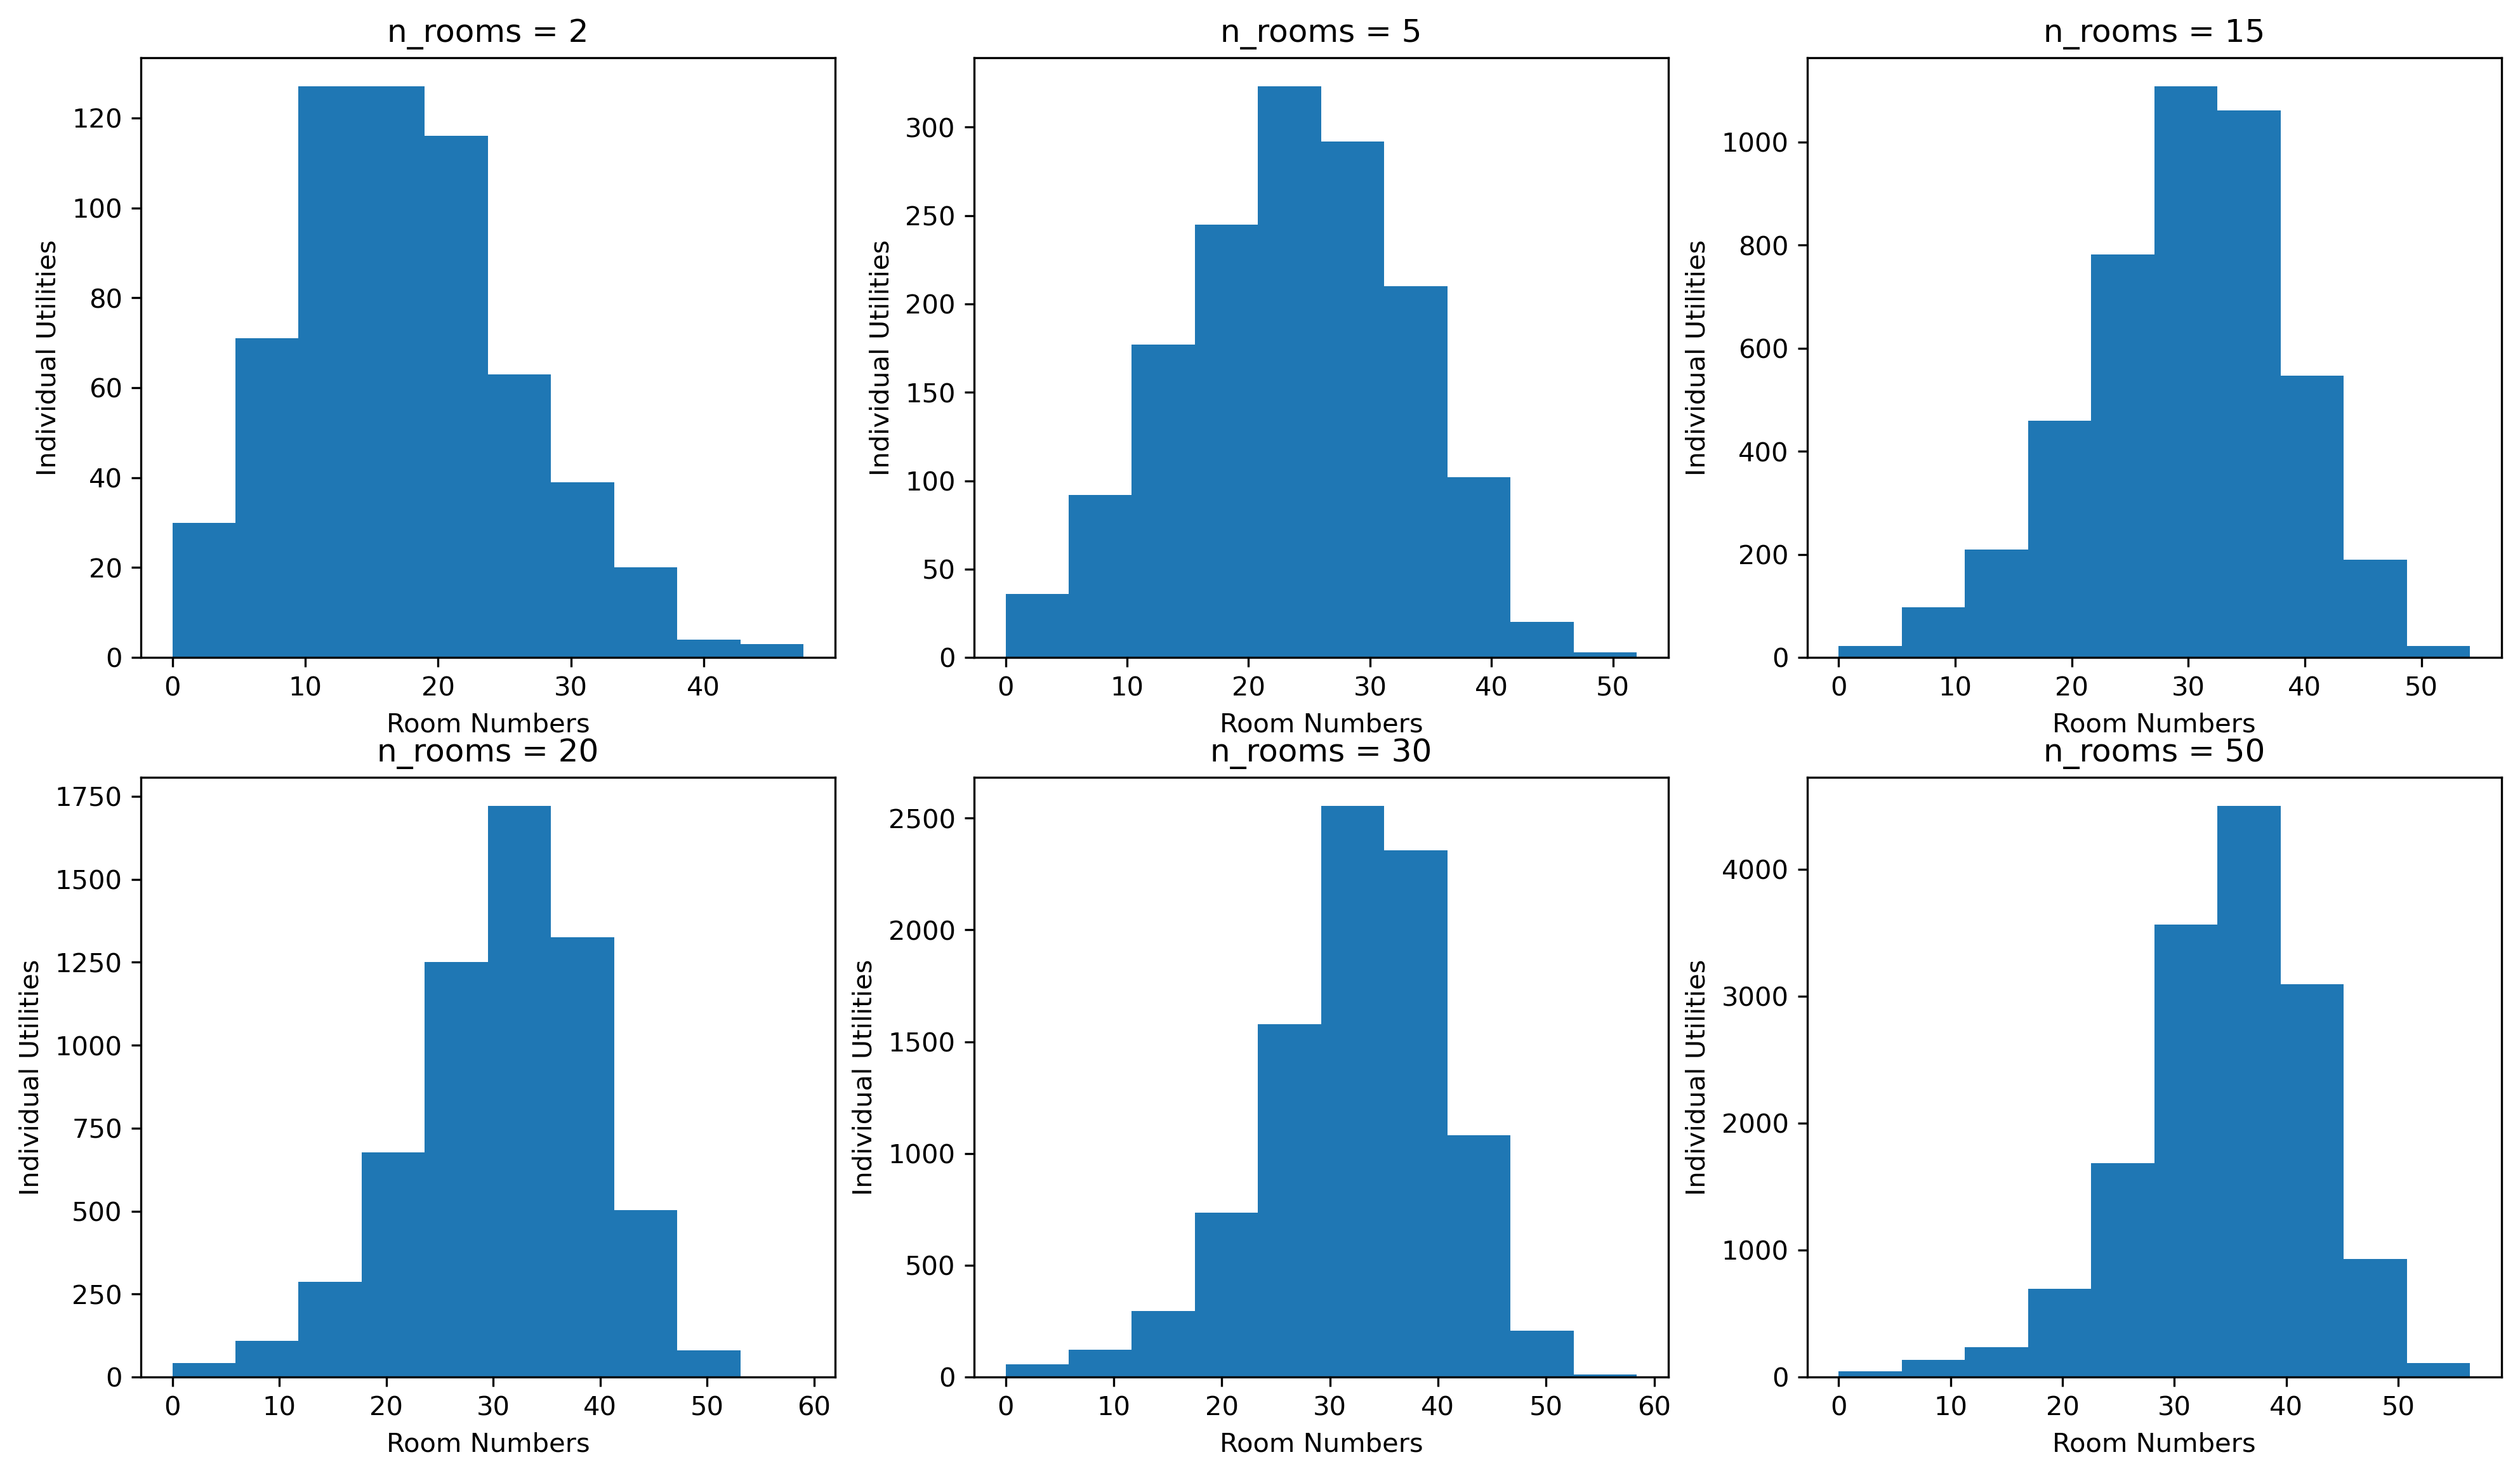 n_rooms = 2
Individual Utilities
120
100
80
60
40
20
0
0 10 20 30 40
Room Numbers
n_rooms = 5
Individual Utilities
300
250
200
150
100
50
0
0 10 20 30 40 50
Room Numbers
n_rooms = 15
Individual Utilities
1000
800
600
400
200
0
0 10 20 30 40 50
Room Numbers
n_rooms = 20
Individual Utilities
1750
1500
1250
1000
750
500
250
0
0 10 20 30 40 50 60
Room Numbers
n_rooms = 30
Individual Utilities
2500
2000
1500
1000
500
0
0 10 20 30 40 50 60
Room Numbers
n_rooms = 50
Individual Utilities
4000
3000
2000
1000
0
0 10 20 30 40 50
Room Numbers